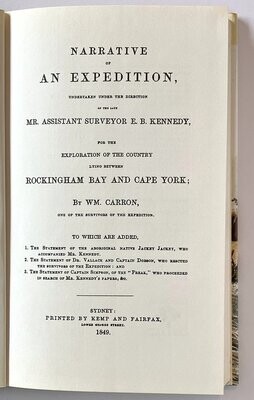 NARRATIVE
OF
AN EXPEDITION,
UNDERTAKEN UNDER THE DIRECTION
OF THE LATE
MR. ASSISTANT SURVEYOR E. B. KENNEDY,
FOR THE
EXPLORATION OF THE COUNTRY
LYING BETWEEN
ROCKINGHAM BAY AND CAPE YORK;
BY WM. CARRON,
ONE OF THE SURVIVORS OF THE EXPEDITION.
TO WHICH ARE ADDED,
1. THE STATEMENT OF THE ABORIGINAL NATIVE JACKEY JACKEY, WHO
ACCOMPANIED MR. KENNEDY.
2. THE STATEMENT OF DR. VALLACK AND CAPTAIN DOBSON, WHO RESCUED
THE SURVIVORS OF THE EXPEDITION: AND
3. THE STATEMENT OF CAPTAIN SIMPSON, OF THE "FREAK," WHO PROCEEDED
IN SEARCH OF MR. KENNEDY'S PAPERS, &c.
SYDNEY:
PRINTED BY KEMP AND FAIRFAX,
LOWER GEORGE STREET.
1849.